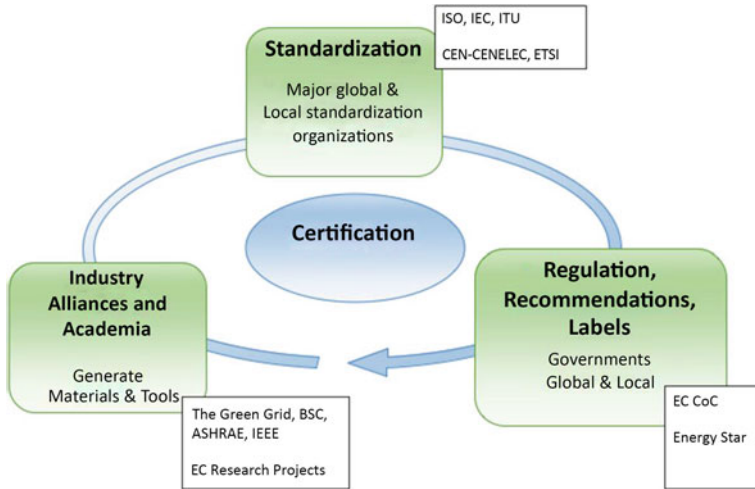 ISO, IEC, ITU
CEN-CENELEC, ETSI
Standardization
Major global &
Local standardization
organizations
Certification
Industry
Alliances and
Academia
Generate
Materials & Tools
The Green Grid, BSC,
ASHRAE, IEEE
EC Research Projects
Regulation,
Recommendations,
Labels
Governments
Global & Local
EC CoC
Energy Star